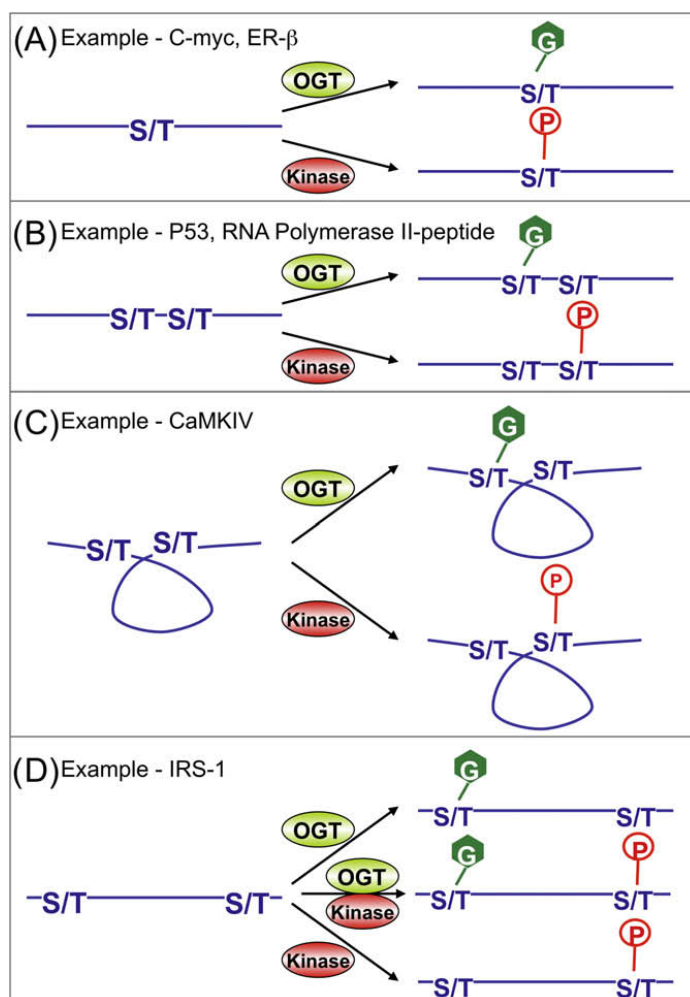 (A) Example - C-myc, ER-β
G
OGT
S/T
S/T
P
Kinase
S/T
(B) Example - P53, RNA Polymerase II-peptide
G
OGT
S/T S/T
S/T-S/T
P
Kinase
S/T S/T
(C) Example - CaMKIV
G
OGT
S/T S/T
S/T S/T
P
Kinase
S/T S/T
(D) Example - IRS-1
G
OGT
S/T S/T
G P
OGT
S/T S/T
S/T S/T
Kinase
P
Kinase
S/T S/T